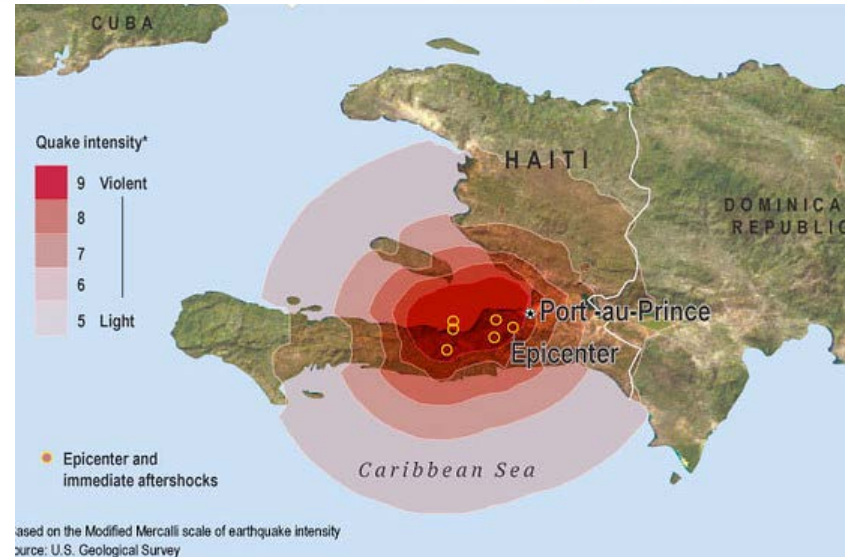 CUBA
Quake intensity*
9 Violent
8
7
6
5 Light
HAITI
DOMINICA
REPUBLIC
Port-au-Prince
Epicenter
Epicenter and
immediate aftershocks
Caribbean Sea
ased on the Modified Mercalli scale of earthquake intensity
ource: U.S. Geological Survey